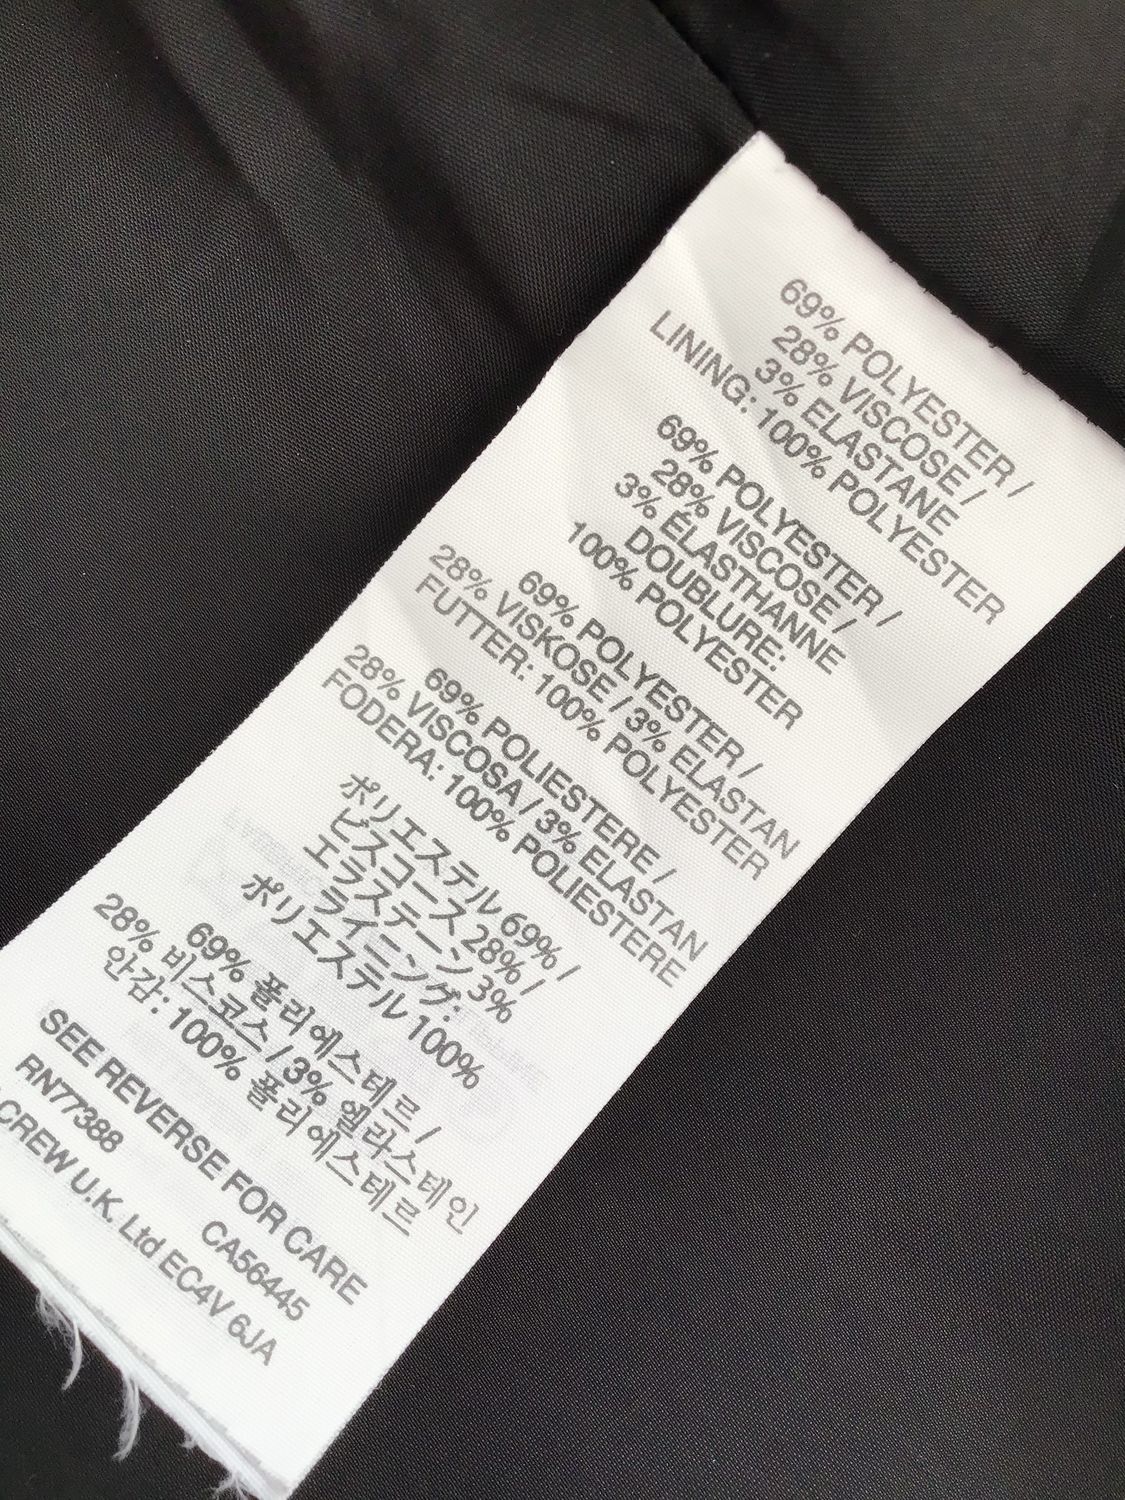 69% POLYESTER /
28% VISCOSE /
3% ELASTANE
LINING: 100% POLYESTER
69% POLYESTER /
28% VISCOSE /
3% ÉLASTHANNE
DOUBLURE:
100% POLYESTER
69% POLYESTER /
28% VISKOSE / 3% ELASTAN
FUTTER: 100% POLYESTER
69% POLIESTERE /
28% VISCOSA / 3% ELASTAN
FODERA: 100% POLIESTERE
ポリエステル 69% /
ビスコース 28% /
エラステーン 3%
ライニング:
ポリエステル 100%
69% 폴리에스테르 /
28% 비스코스 / 3% 엘라스테인
안감: 100% 폴리에스테르
SEE REVERSE FOR CARE
RN77388 CA56445
CREW U.K. Ltd EC4V 6JA